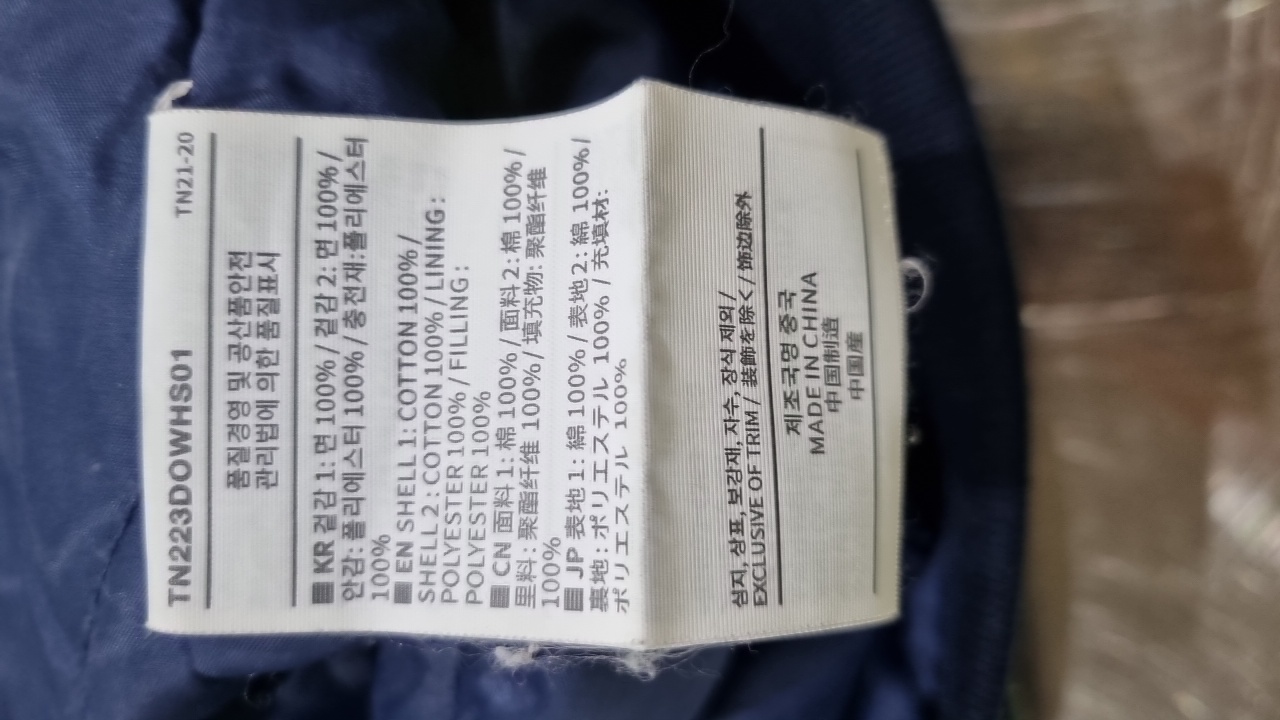 TN223DOWHS01 TN21-20
품질경영 및 공산품안전
관리법에 의한 품질표시
■ KR 겉감 1: 면 100% / 겉감 2: 면 100% /
안감: 폴리에스터 100% / 충전재:폴리에스터
100%
■ EN SHELL 1: COTTON 100% /
SHELL 2 : COTTON 100% / LINING :
POLYESTER 100% / FILLING :
POLYESTER 100%
■ CN 面料 1: 棉 100% / 面料 2: 棉 100% /
里料 : 聚酯纤维 100% / 填充物: 聚酯纤维
100%
■ JP 表地 1: 綿 100% / 表地 2: 綿 100% /
裏地 : ポリエステル 100% / 充填材:
ポリエステル 100%
심지, 상표, 보강재, 자수, 장식 제외 /
EXCLUSIVE OF TRIM / 装飾を除く / 饰边除外
제조국명 중국
MADE IN CHINA
中国制造
中国産